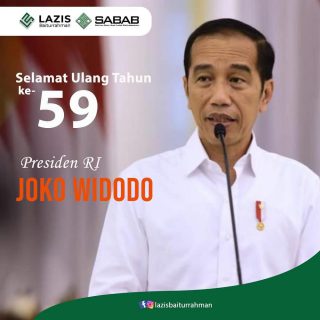 LAZIS
Baiturrahman
SABAB
Selamat Ulang Tahun
ke-
59
Presiden RI
JOKO WIDODO
lazisbaiturrahman